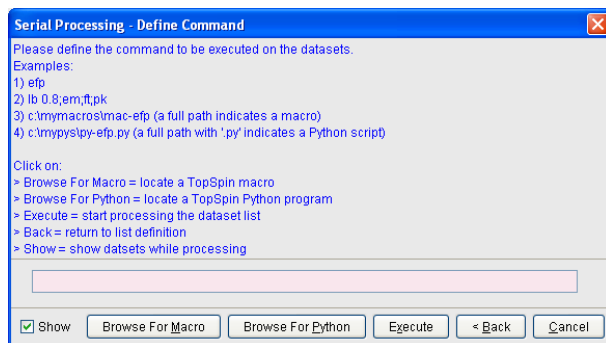 Serial Processing - Define Command
Please define the command to be executed on the datasets.
Examples:
1) efp
2) lb 0.8;em;ft;pk
3) c:\mymacros\mac-efp (a full path indicates a macro)
4) c:\mypys\py-efp.py (a full path with '.py' indicates a Python script)
Click on:
> Browse For Macro = locate a TopSpin macro
> Browse For Python = locate a TopSpin Python program
> Execute = start processing the dataset list
> Back = return to list definition
> Show = show datsets while processing
Show Browse For Macro Browse For Python Execute < Back Cancel